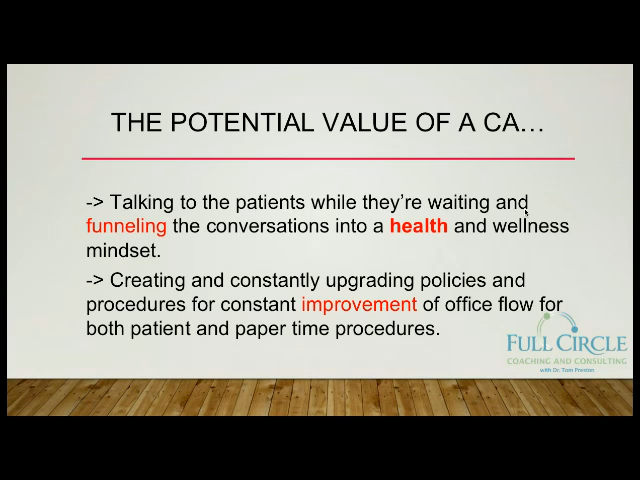 THE POTENTIAL VALUE OF A CA...
-> Talking to the patients while they're waiting and
funneling the conversations into a health and wellness
mindset.
-> Creating and constantly upgrading policies and
procedures for constant improvement of office flow for
both patient and paper time procedures.
FULL CIRCLE
COACHING AND CONSULTING
with Dr. Tom Preston